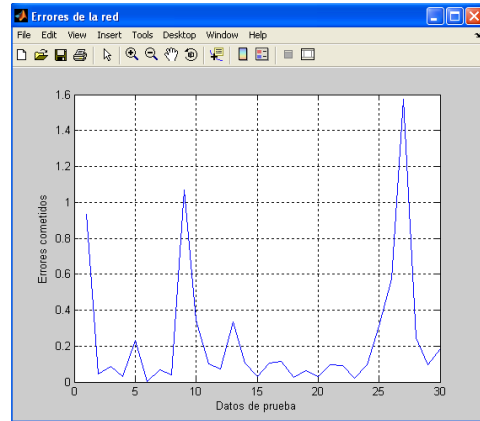 Errores de la red
File Edit View Insert Tools Desktop Window Help
1.6
1.4
1.2
1
0.8
0.6
0.4
0.2
0
Errores cometidos
0 5 10 15 20 25 30
Datos de prueba